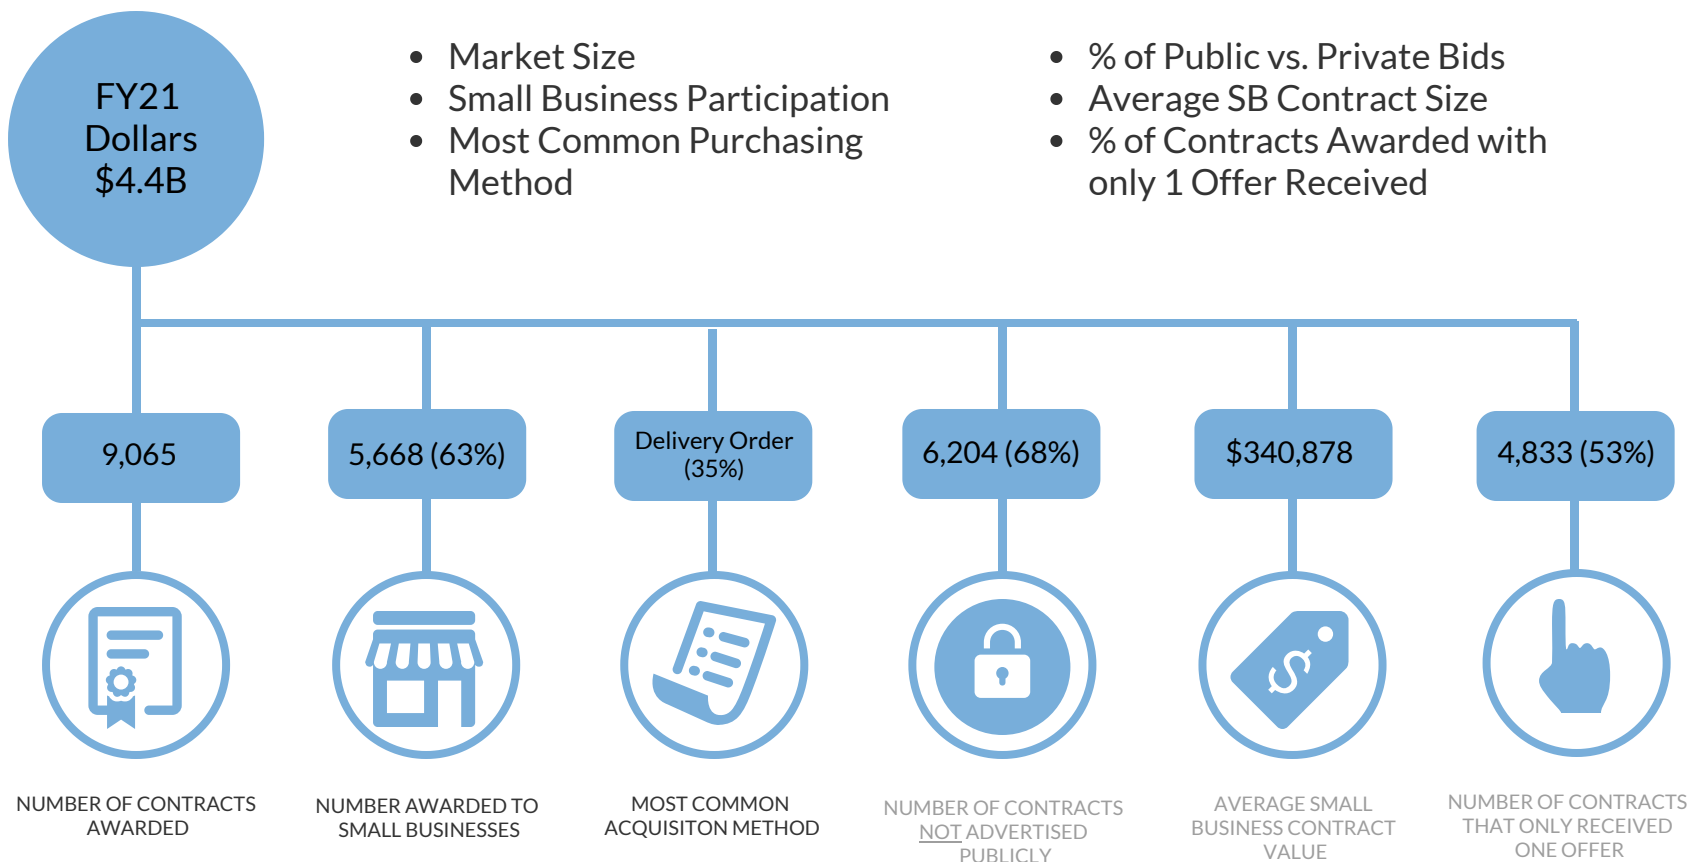 FY21
Dollars
$4.4B
• Market Size
• Small Business Participation
• Most Common Purchasing
Method
• % of Public vs. Private Bids
• Average SB Contract Size
• % of Contracts Awarded with
only 1 Offer Received
9,065
5,668 (63%)
Delivery Order
(35%)
6,204 (68%)
$340,878
4,833 (53%)
$
NUMBER OF CONTRACTS
AWARDED
NUMBER AWARDED TO
SMALL BUSINESSES
MOST COMMON
ACQUISITON METHOD
NUMBER OF CONTRACTS
NOT ADVERTISED
PUBLICLY
AVERAGE SMALL
BUSINESS CONTRACT
VALUE
NUMBER OF CONTRACTS
THAT ONLY RECEIVED
ONE OFFER